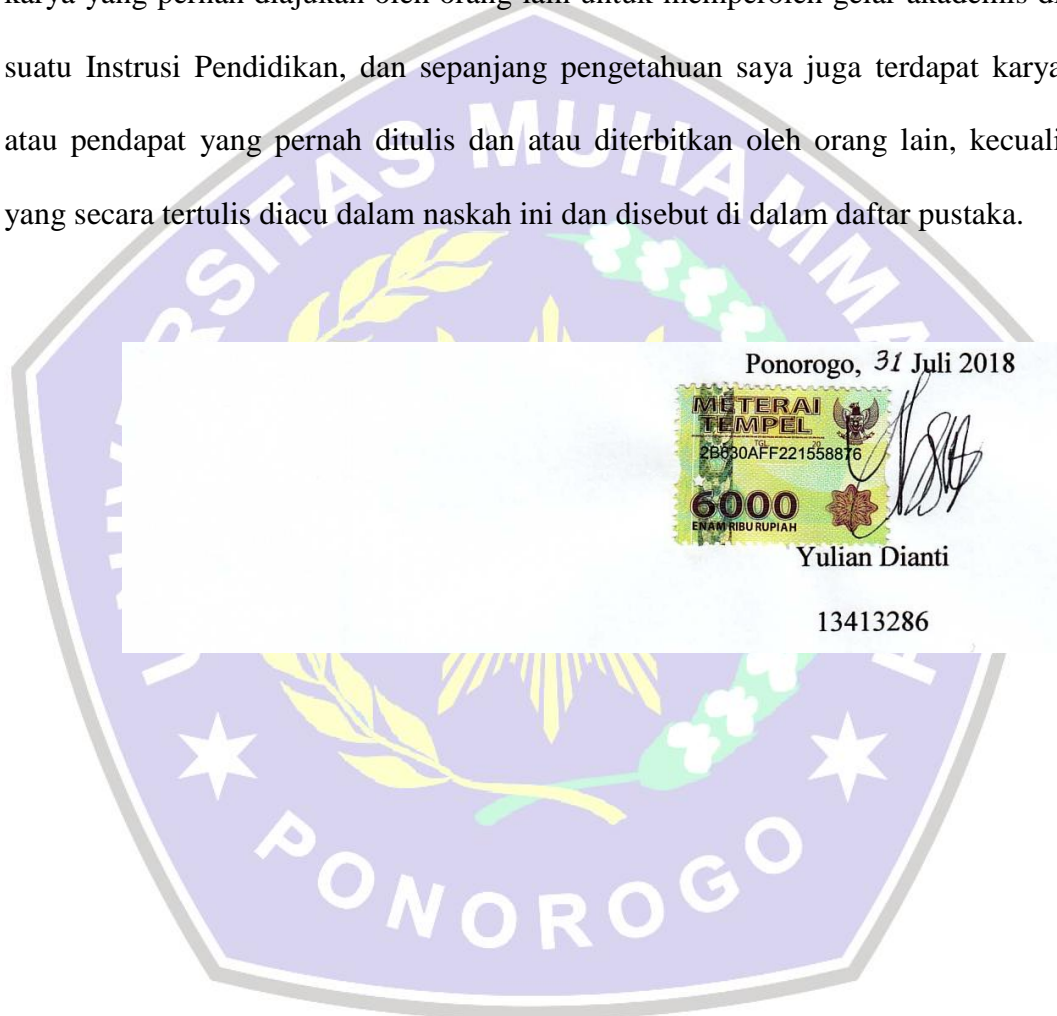 karya yang pernah diajukan oleh orang lain untuk memperoleh gelar akademis di
suatu Instrusi Pendidikan, dan sepanjang pengetahuan saya juga terdapat karya
atau pendapat yang pernah ditulis dan atau diterbitkan oleh orang lain, kecuali
yang secara tertulis diacu dalam naskah ini dan disebut di dalam daftar pustaka.
Ponorogo, 31 Juli 2018
METERAI
TEMPEL
TGL 20
2B630AFF221558876
6000
ENAM RIBU RUPIAH
Yulian Dianti
13413286
PONOROGO